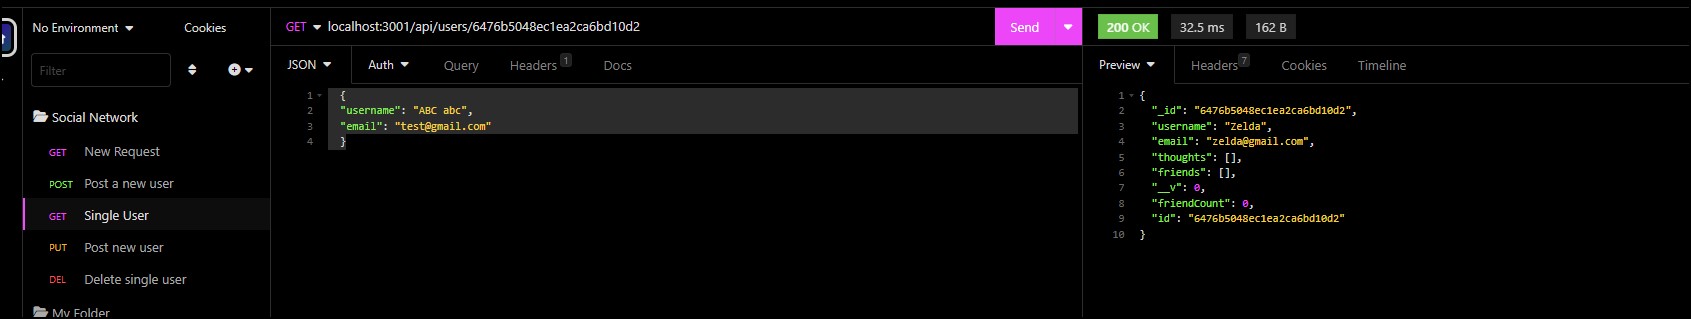 No Environment
Cookies
Filter
Social Network
GET New Request
POST Post a new user
GET Single User
PUT Post new user
DEL Delete single user
My Folder
GET localhost:3001/api/users/6476b5048ec1ea2ca6bd10d2
Send
JSON Auth Query Headers 1 Docs
1 {
2 "username": "ABC abc",
3 "email": "test@gmail.com"
4 }
200 OK 32.5 ms 162 B
Preview Headers 7 Cookies Timeline
1 {
2 "_id": "6476b5048ec1ea2ca6bd10d2",
3 "username": "Zelda",
4 "email": "zelda@gmail.com",
5 "thoughts": [],
6 "friends": [],
7 "__v": 0,
8 "friendCount": 0,
9 "id": "6476b5048ec1ea2ca6bd10d2"
10 }